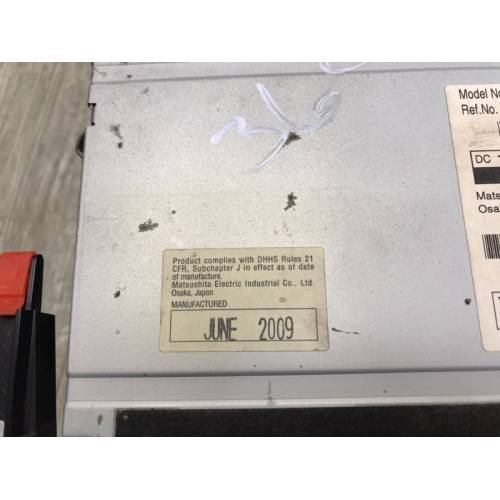 Model No
Ref.No.
DC
Mats
Osa
Product complies with DHHS Rules 21
CFR, Subchapter J in effect as of date
of manufacture.
Matsushita Electric Industrial Co., Ltd.
Osaka, Japan
MANUFACTURED
JUNE 2009